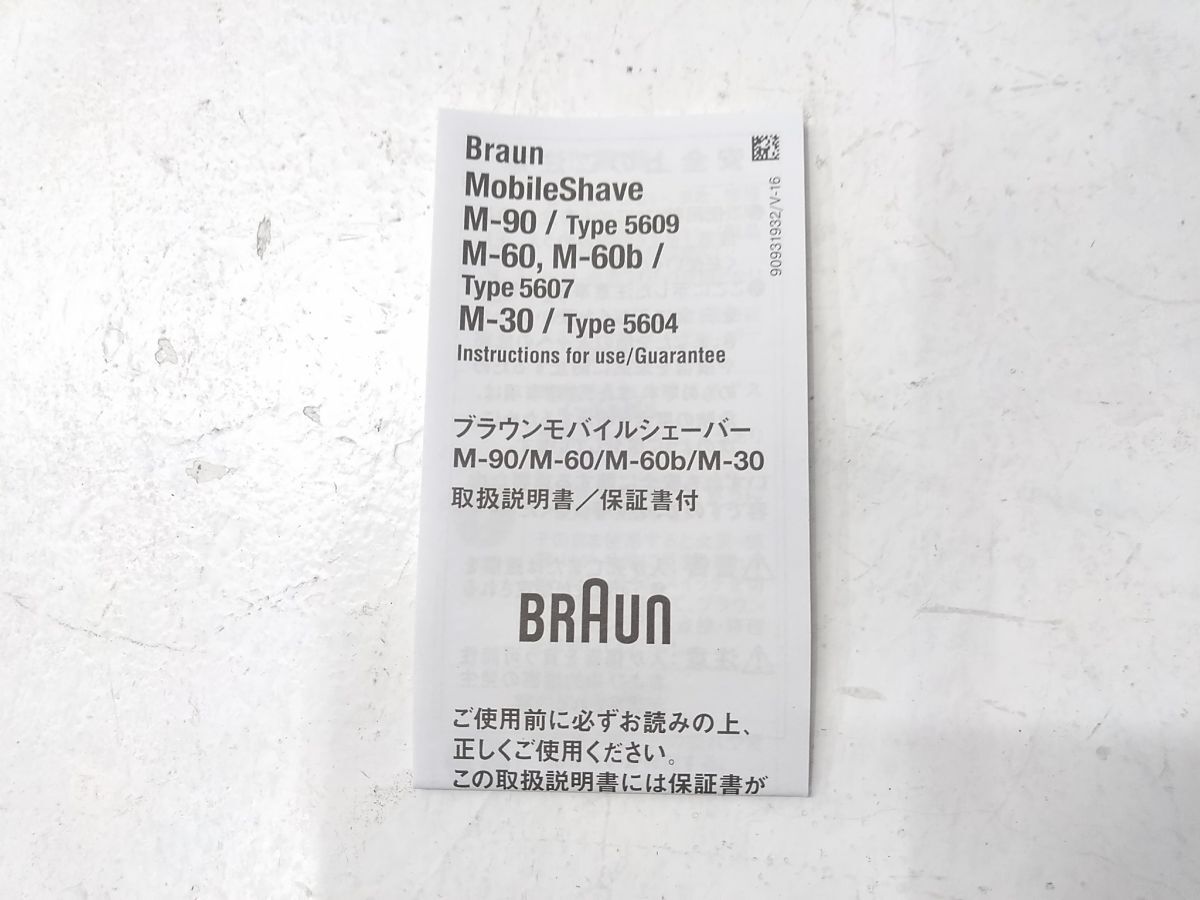 Braun
MobileShave
M-90 / Type 5609
M-60, M-60b /
Type 5607
M-30 / Type 5604
Instructions for use/Guarantee
90931932/V-16
ブラウンモバイルシェーバー
M-90/M-60/M-60b/M-30
取扱説明書／保証書付
BRAUN
ご使用前に必ずお読みの上、
正しくご使用ください。
この取扱説明書には保証書が